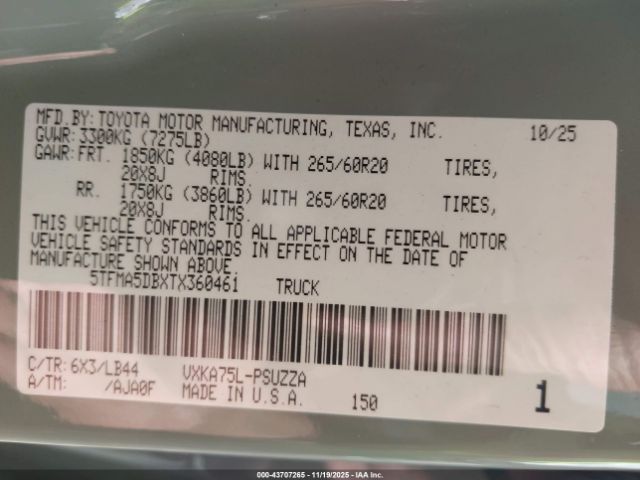 MFD.BY: TOYOTA MOTOR MANUFACTURING, TEXAS, INC. 10/25
GVWR: 3300KG (7275LB)
GAWR: FRT. 1850KG (4080LB) WITH 265/60R20 TIRES,
20X8J RIMS.
RR. 1750KG (3860LB) WITH 265/60R20 TIRES,
20X8J RIMS.
THIS VEHICLE CONFORMS TO ALL APPLICABLE FEDERAL MOTOR
VEHICLE SAFETY STANDARDS IN EFFECT ON THE DATE OF
MANUFACTURE SHOWN ABOVE.
5TFMA5DBXTX360461 TRUCK
C/TR: 6X3/LB44 VXKA75L-PSUZZA
A/TM: /AJA0F MADE IN U.S.A. 150 1
000-43707265 - 11/19/2025 - IAA Inc.